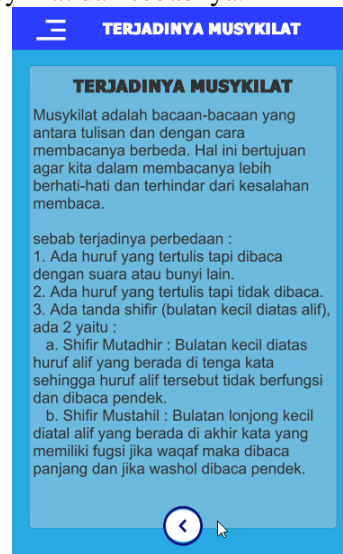 TERJADINYA MUSYKILAT
TERJADINYA MUSYKILAT
Musykilat adalah bacaan-bacaan yang
antara tulisan dan dengan cara
membacanya berbeda. Hal ini bertujuan
agar kita dalam membacanya lebih
berhati-hati dan terhindar dari kesalahan
membaca.
sebab terjadinya perbedaan :
1. Ada huruf yang tertulis tapi dibaca
dengan suara atau bunyi lain.
2. Ada huruf yang tertulis tapi tidak dibaca.
3. Ada tanda shifir (bulatan kecil diatas alif),
ada 2 yaitu :
a. Shifir Mutadhir : Bulatan kecil diatas
huruf alif yang berada di tenga kata
sehingga huruf alif tersebut tidak berfungsi
dan dibaca pendek.
b. Shifir Mustahil : Bulatan lonjong kecil
diatal alif yang berada di akhir kata yang
memiliki fugsi jika waqaf maka dibaca
panjang dan jika washol dibaca pendek.